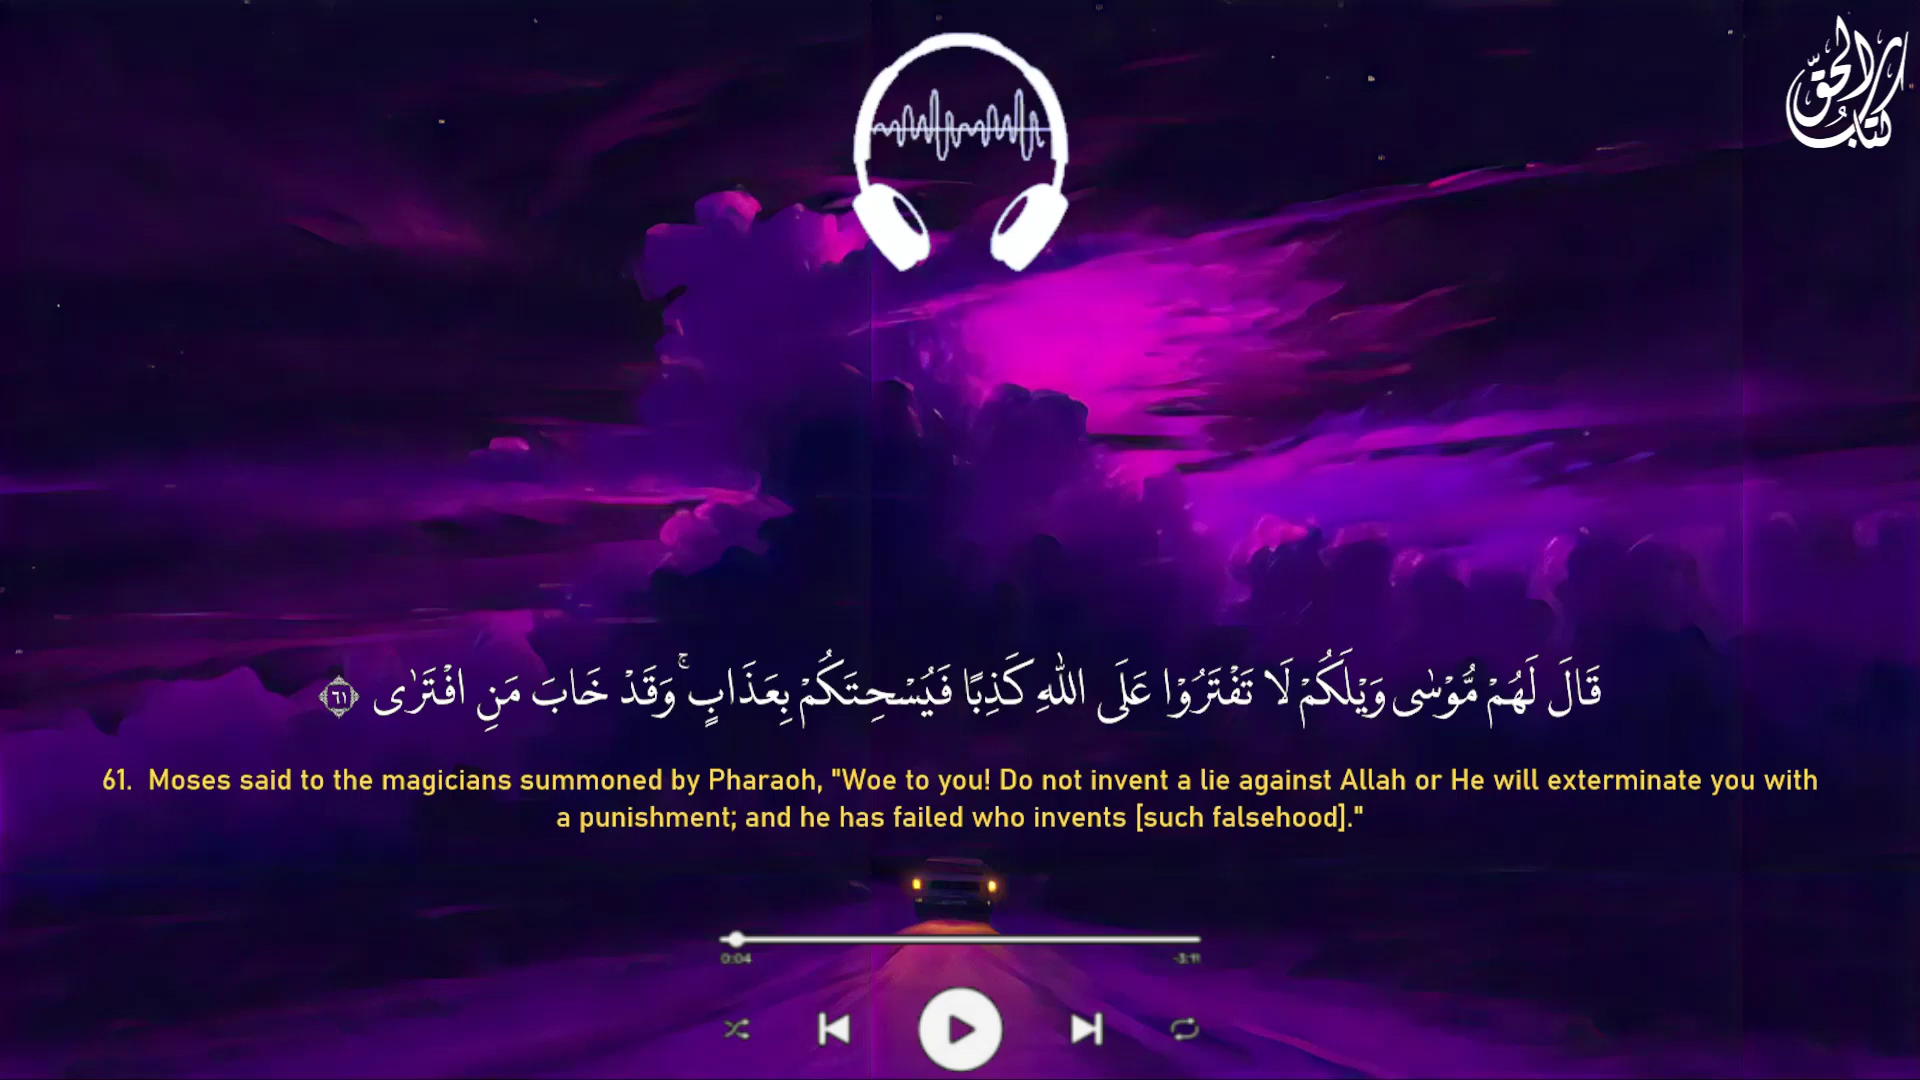 كتاب الحق
قَالَ لَهُمْ مُّوْسٰى وَيْلَكُمْ لَا تَفْتَرُوْا عَلَى اللّٰهِ كَذِبًا فَيُسْحِتَكُمْ بِعَذَابٍ ۚ وَقَدْ خَابَ مَنِ افْتَرٰى ٦١
61. Moses said to the magicians summoned by Pharaoh, "Woe to you! Do not invent a lie against Allah or He will exterminate you with
a punishment; and he has failed who invents [such falsehood]."
0:04 -3:11